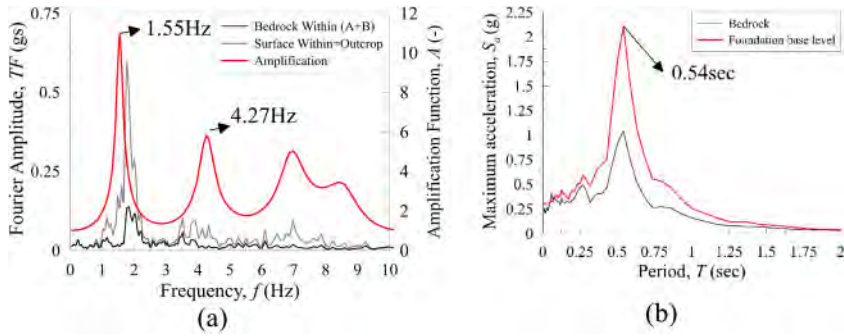 (a)
Fourier Amplitude, TF (gs)
0.75
0.5
0.25
0
1.55Hz
4.27Hz
Bedrock Within (A+B)
Surface Within=Outcrop
Amplification
12
10
8
6
4
2
0
Amplification Function, A (-)
0 1 2 3 4 5 6 7 8 9 10
Frequency, f (Hz)
(a)
Maximum acceleration, Sₐ (g)
2.25
2
1.75
1.5
1.25
1
0.75
0.5
0.25
0
Bedrock
Foundation base level
0.54sec
0 0.25 0.5 0.75 1 1.25 1.5 1.75 2
Period, T (sec)
(b)